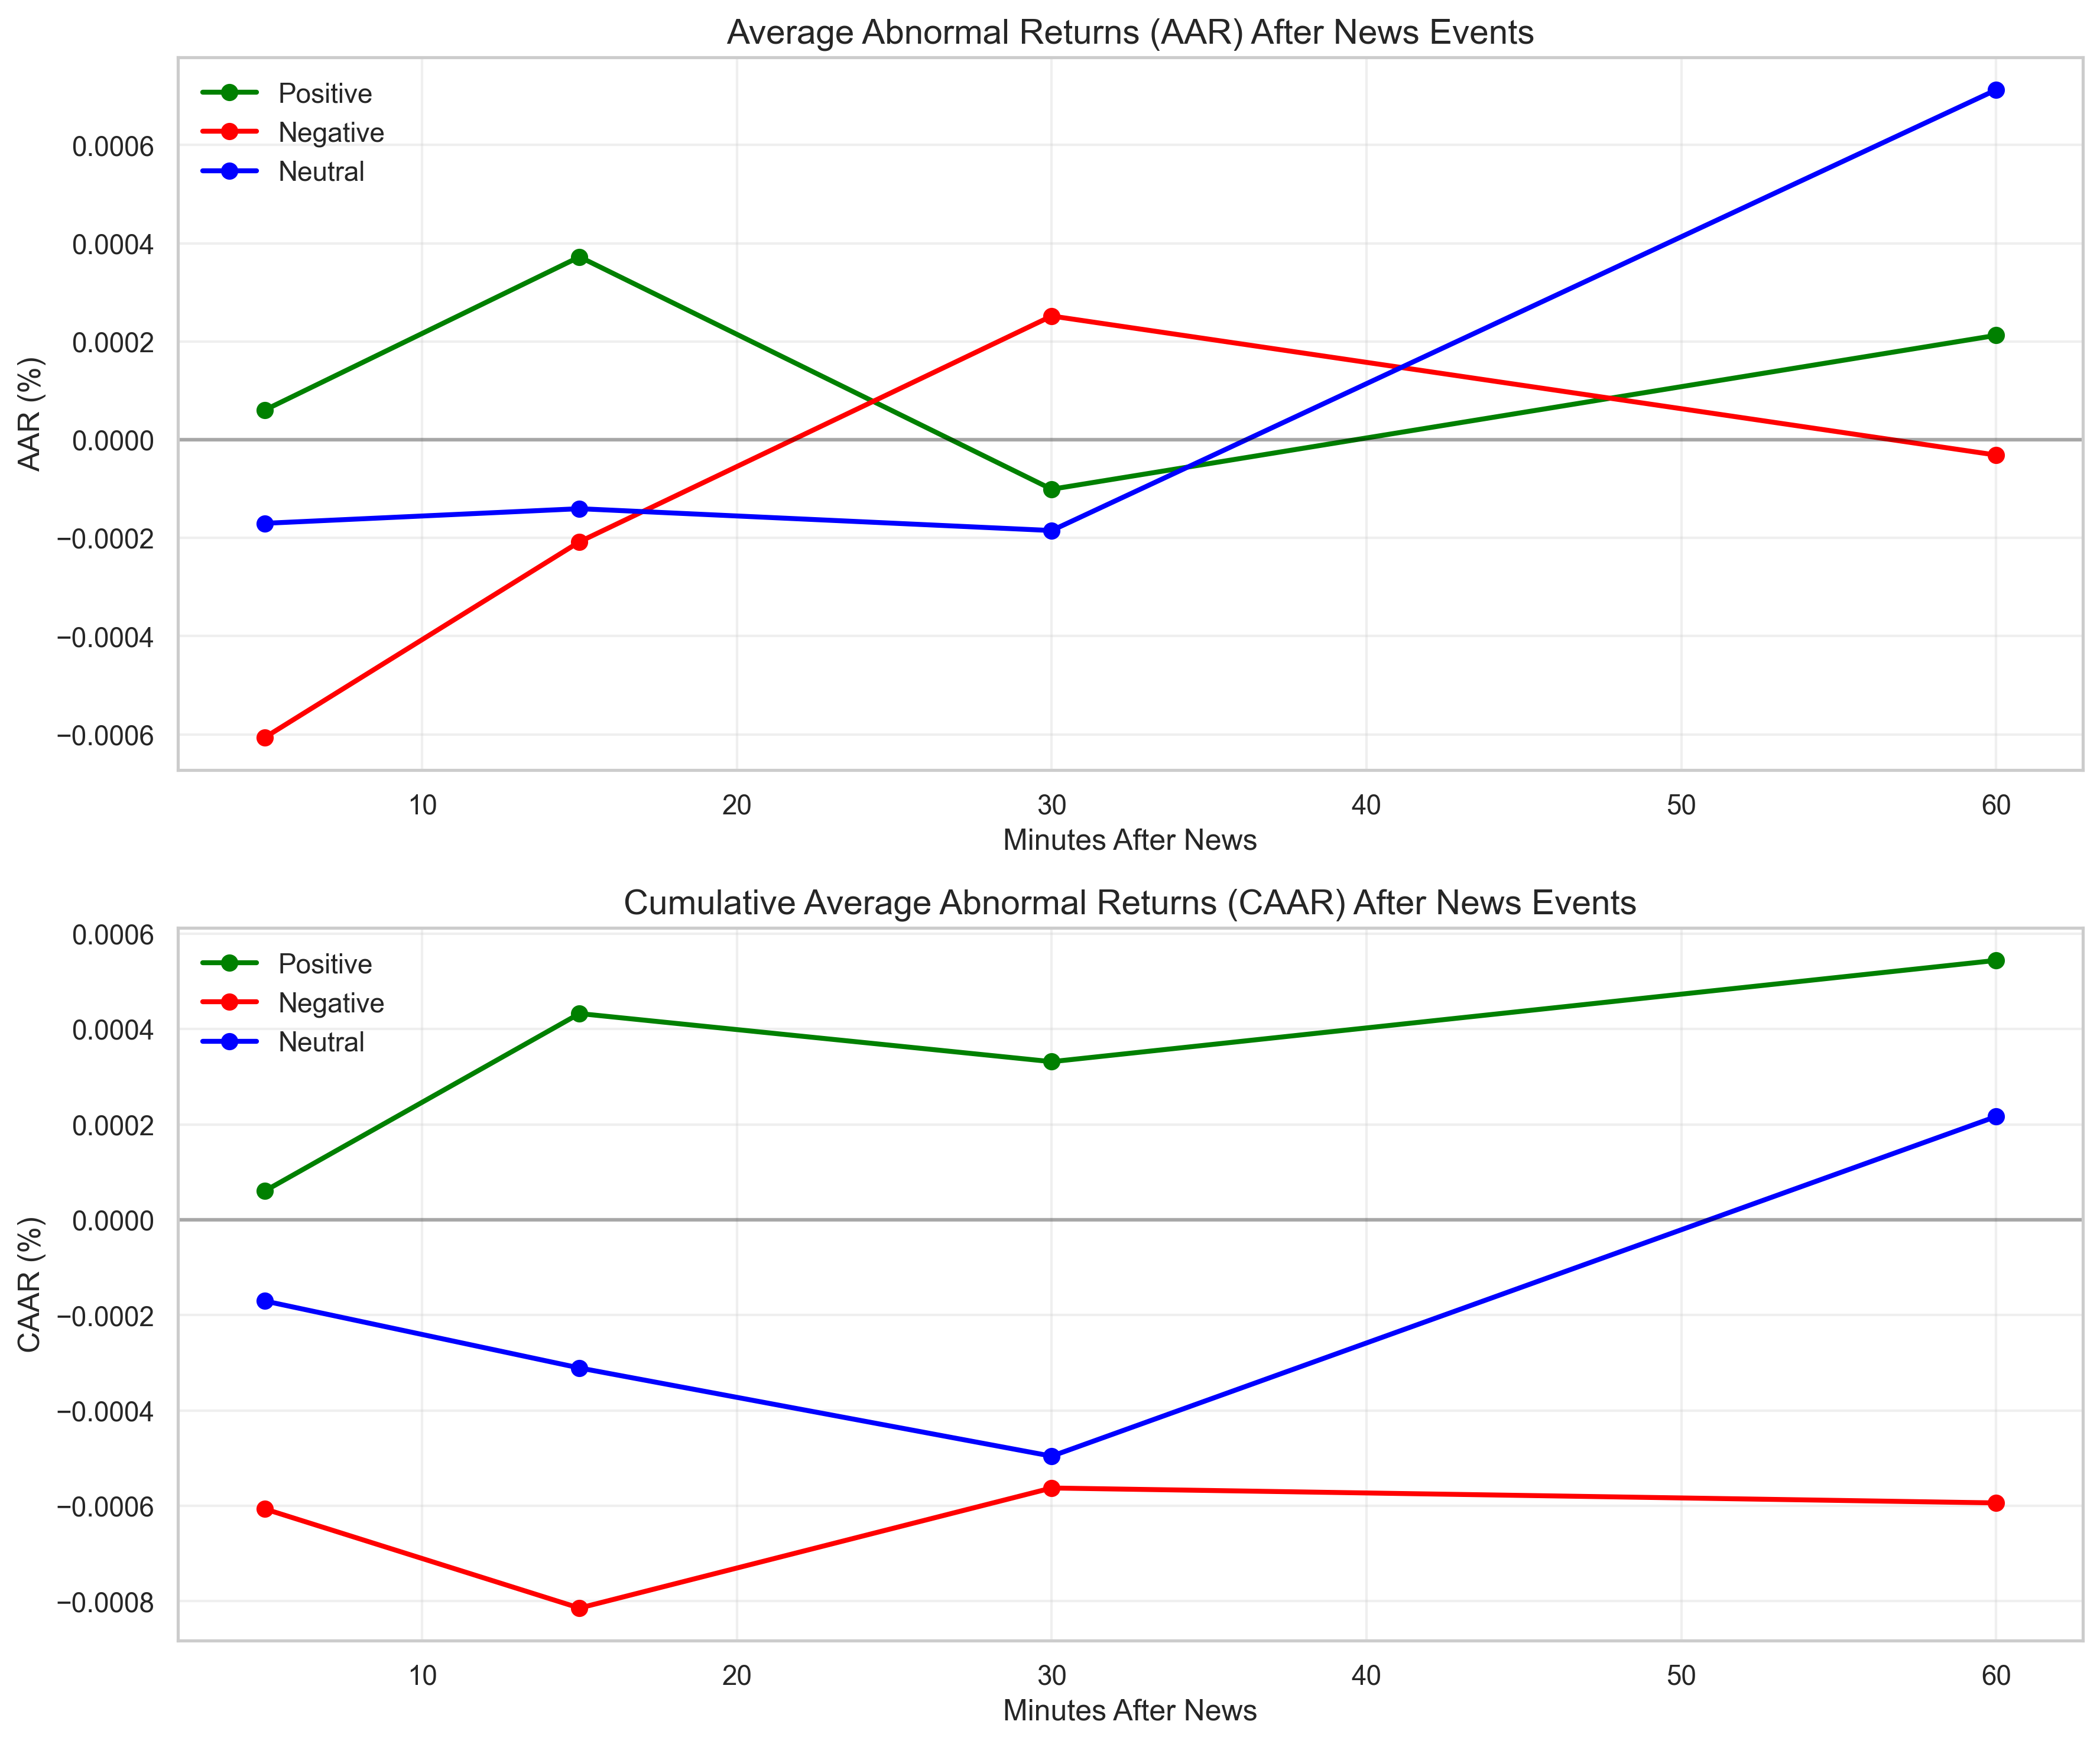 Average Abnormal Returns (AAR) After News Events
Positive
Negative
Neutral
0.0006
0.0004
0.0002
0.0000
−0.0002
−0.0004
−0.0006
AAR (%)
10 20 30 40 50 60
Minutes After News
Cumulative Average Abnormal Returns (CAAR) After News Events
Positive
Negative
Neutral
0.0006
0.0004
0.0002
0.0000
−0.0002
−0.0004
−0.0006
−0.0008
CAAR (%)
10 20 30 40 50 60
Minutes After News